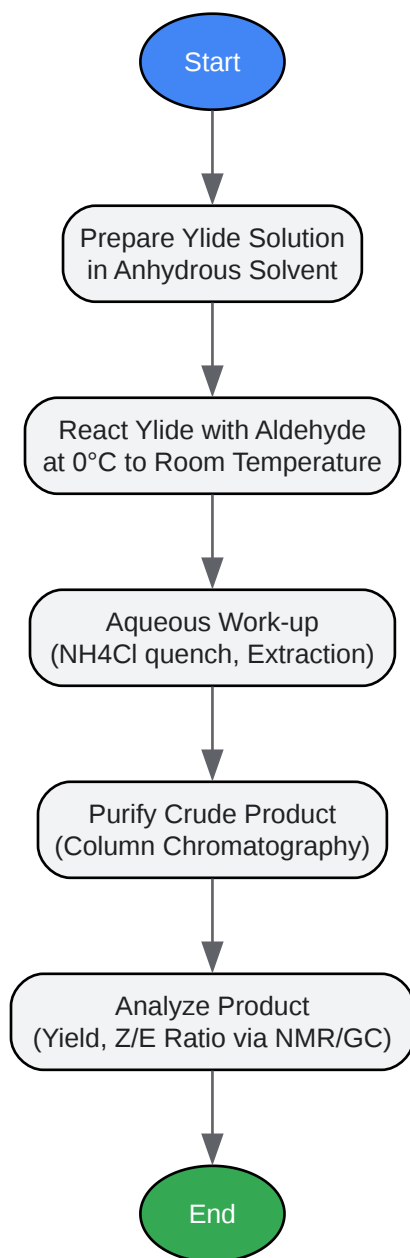 Start
Prepare Ylide Solution
in Anhydrous Solvent
React Ylide with Aldehyde
at 0°C to Room Temperature
Aqueous Work-up
(NH4Cl quench, Extraction)
Purify Crude Product
(Column Chromatography)
Analyze Product
(Yield, Z/E Ratio via NMR/GC)
End